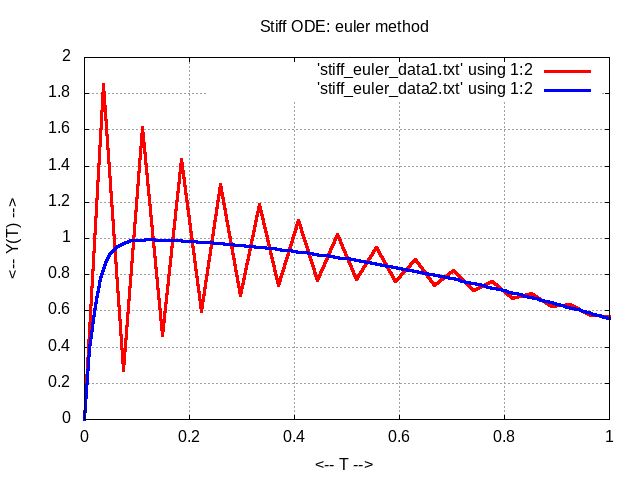 Stiff ODE: euler method
'stiff_euler_data1.txt' using 1:2
'stiff_euler_data2.txt' using 1:2
<-- Y(T) -->
2
1.8
1.6
1.4
1.2
1
0.8
0.6
0.4
0.2
0
0 0.2 0.4 0.6 0.8 1
<-- T -->